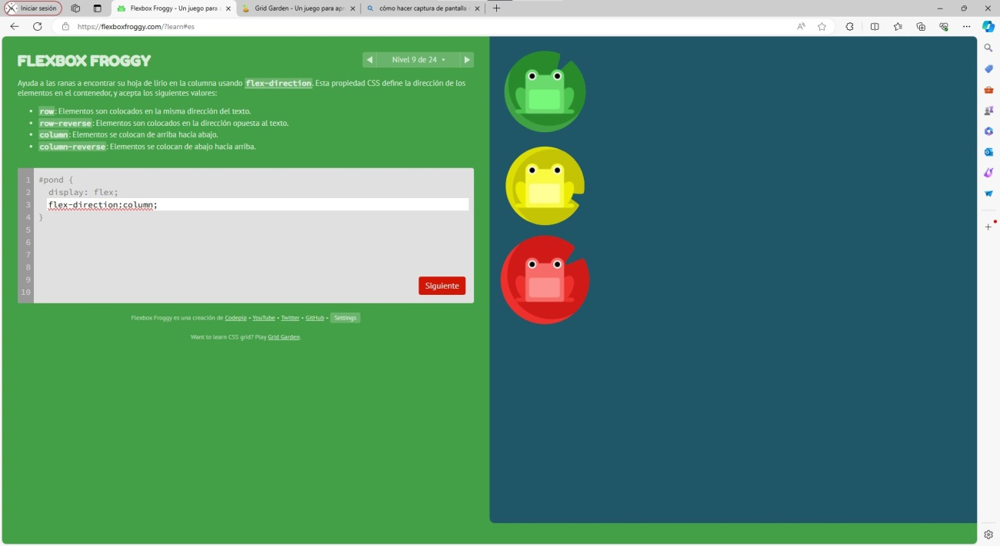 Iniciar sesión
Flexbox Froggy - Un juego para a
Grid Garden - Un juego para apr
cómo hacer captura de pantalla
https://flexboxfroggy.com/?learn#es
FLEXBOX FROGGY
Nivel 9 de 24
Ayuda a las ranas a encontrar su hoja de lirio en la columna usando flex-direction. Esta propiedad CSS define la dirección de los
elementos en el contenedor, y acepta los siguientes valores:
• row: Elementos son colocados en la misma dirección del texto.
• row-reverse: Elementos son colocados en la dirección opuesta al texto.
• column: Elementos se colocan de arriba hacia abajo.
• column-reverse: Elementos se colocan de abajo hacia arriba.
1 #pond {
2 display: flex;
3 flex-direction:column;
4 }
5
6
7
8
9
10
Siguiente
Flexbox Froggy es una creación de Codepip • YouTube • Twitter • GitHub • Settings
Want to learn CSS grid? Play Grid Garden.